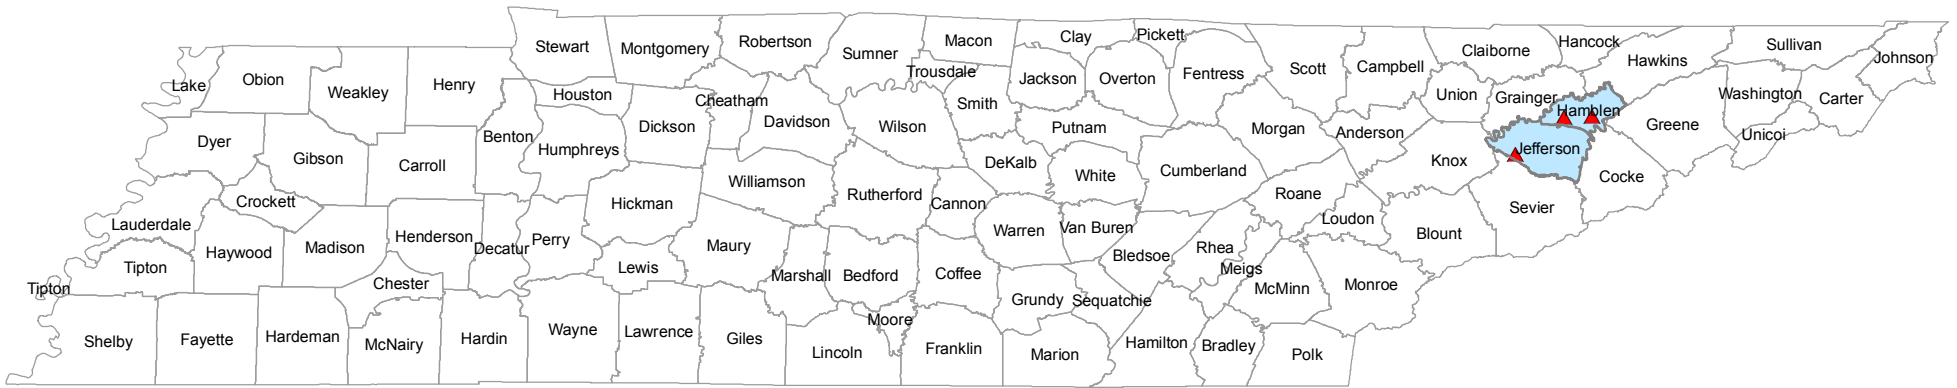 Stewart
Montgomery
Robertson
Sumner
Macon
Clay
Pickett
Claiborne
Hancock
Sullivan
Hawkins
Johnson
Lake
Obion
Weakley
Henry
Houston
Cheatham
Trousdale
Jackson
Overton
Fentress
Scott
Campbell
Union
Grainger
Hamblen
Washington
Carter
Dyer
Gibson
Carroll
Benton
Humphreys
Dickson
Davidson
Wilson
Smith
Putnam
Morgan
Anderson
Knox
Jefferson
Greene
Unicoi
Crockett
Hickman
Williamson
Rutherford
Cannon
DeKalb
White
Cumberland
Roane
Loudon
Sevier
Cocke
Lauderdale
Haywood
Madison
Henderson
Decatur
Perry
Lewis
Maury
Marshall
Bedford
Coffee
Warren
Van Buren
Bledsoe
Rhea
Meigs
McMinn
Monroe
Blount
Tipton
Tipton
Chester
Grundy
Sequatchie
Shelby
Fayette
Hardeman
McNairy
Hardin
Wayne
Lawrence
Giles
Lincoln
Moore
Franklin
Marion
Hamilton
Bradley
Polk